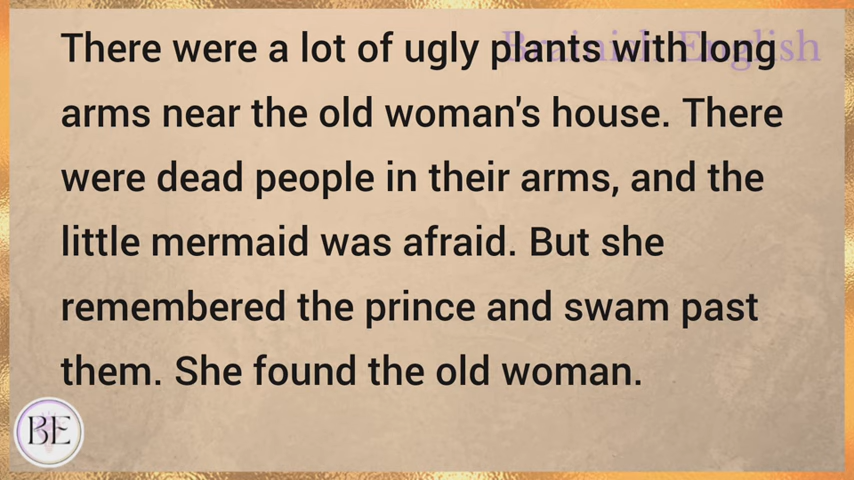 Brainish English
There were a lot of ugly plants with long
arms near the old woman's house. There
were dead people in their arms, and the
little mermaid was afraid. But she
remembered the prince and swam past
them. She found the old woman.
BE